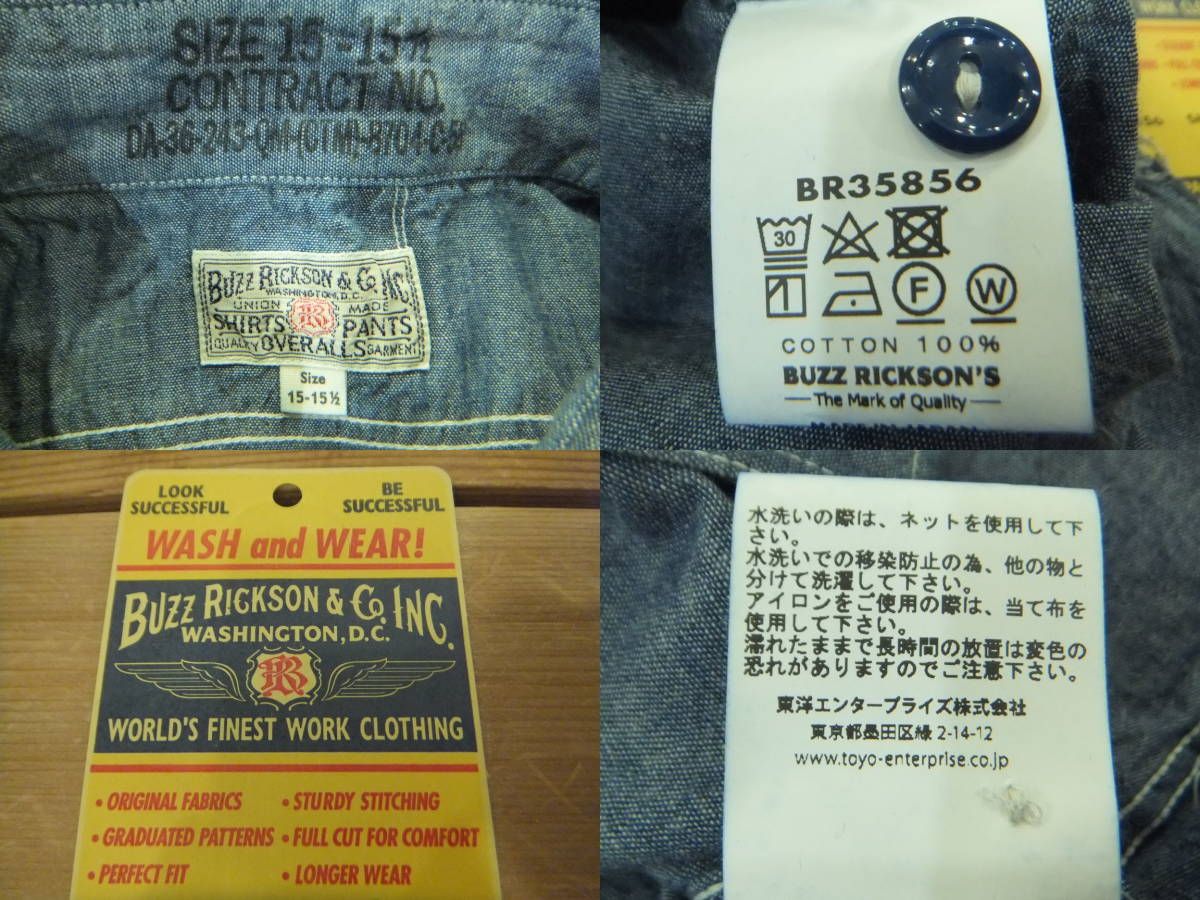 SIZE 15-15½
CONTRACT NO.
BUZZ RICKSON & CO. INC.
WASHINGTON, D.C.
UNION MADE
SHIRTS PANTS
QUALITY OVERALLS GARMENT
Size
15-15½
BR35856
30
F W
COTTON 100%
BUZZ RICKSON'S
The Mark of Quality
LOOK SUCCESSFUL
BE SUCCESSFUL
WASH and WEAR!
BUZZ RICKSON & CO. INC.
WASHINGTON, D.C.
BR
WORLD'S FINEST WORK CLOTHING
• ORIGINAL FABRICS • STURDY STITCHING
• GRADUATED PATTERNS • FULL CUT FOR COMFORT
• PERFECT FIT • LONGER WEAR
水洗いの際は、ネットを使用して下
さい。
水洗いでの移染防止の為、他の物と
分けて洗濯して下さい。
アイロンをご使用の際は、当て布を
使用して下さい。
濡れたままで長時間の放置は変色の
恐れがありますのでご注意下さい。
東洋エンタープライズ株式会社
東京都墨田区緑 2-14-12
www.toyo-enterprise.co.jp